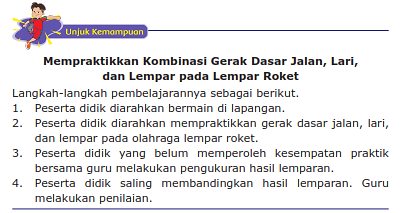 Unjuk Kemampuan
Mempraktikkan Kombinasi Gerak Dasar Jalan, Lari,
dan Lempar pada Lempar Roket
Langkah-langkah pembelajarannya sebagai berikut.
1. Peserta didik diarahkan bermain di lapangan.
2. Peserta didik diarahkan mempraktikkan gerak dasar jalan, lari,
dan lempar pada olahraga lempar roket.
3. Peserta didik yang belum memperoleh kesempatan praktik
bersama guru melakukan pengukuran hasil lemparan.
4. Peserta didik saling membandingkan hasil lemparan. Guru
melakukan penilaian.